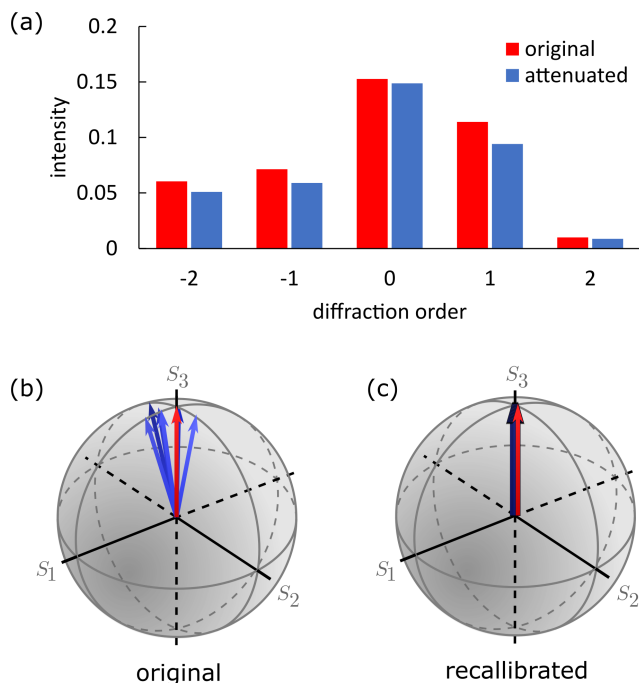 (a)
0.2
0.15
0.1
0.05
0
intensity
original
attenuated
-2 -1 0 1 2
diffraction order
(b) S3 (c) S3
S1 S2 S1 S2
original recallibrated